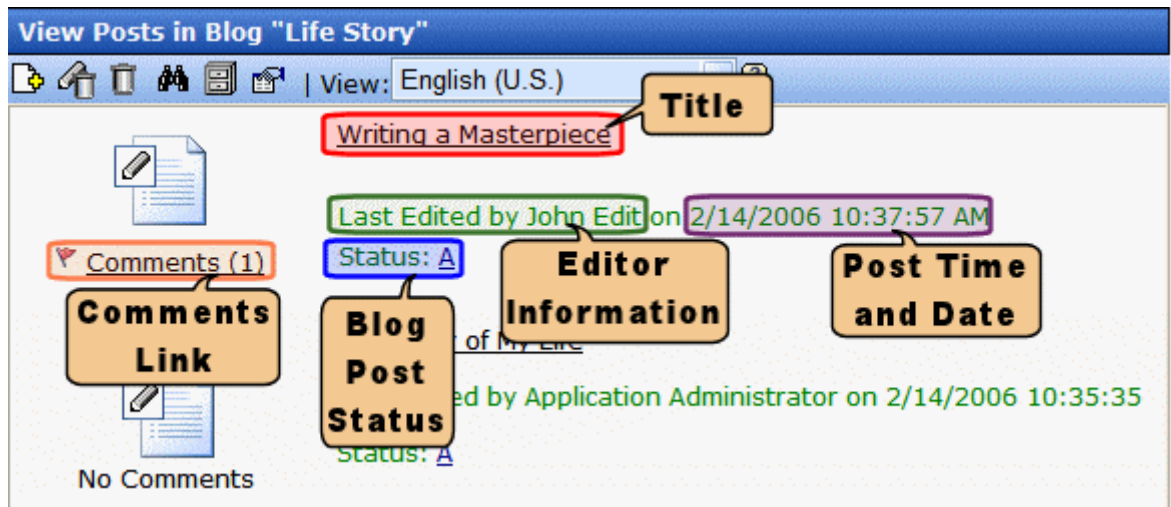 View Posts in Blog "Life Story"
| View: English (U.S.)
Title
Writing a Masterpiece
Last Edited by John Edit on 2/14/2006 10:37:57 AM
Comments (1)
Status: A
Editor
Information
Post Time
and Date
Comments
Link
Blog
Post
Status
of My Life
by Application Administrator on 2/14/2006 10:35:35
Status: A
No Comments